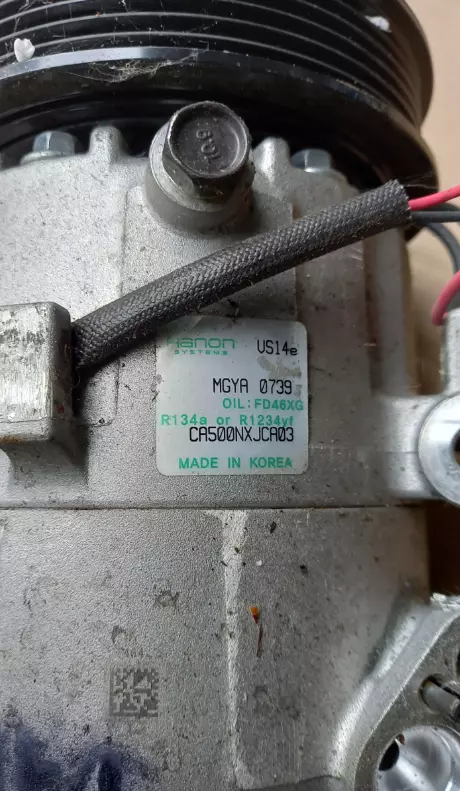 Hanon
SYSTEMS
VS14e
MGYA 0739
OIL:FD46XG
R134a or R1234yf
CA500NXJCA03
MADE IN KOREA